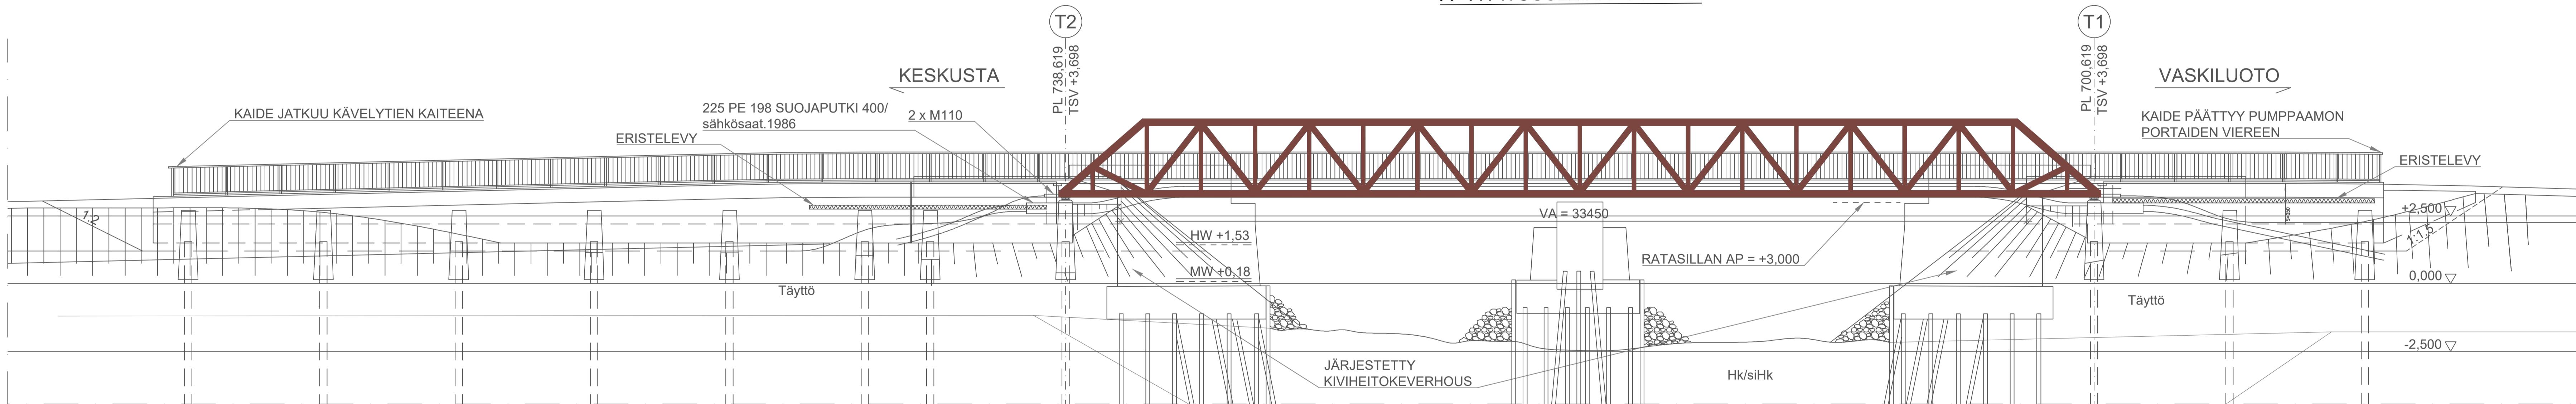 T2
T1
PL 738,619
TSV +3,698
PL 700,619
TSV +3,698
KESKUSTA
VASKILUOTO
KAIDE JATKUU KÄVELYTIEN KAITEENA
225 PE 198 SUOJAPUTKI 400/
sähkösaat.1986
2 x M110
ERISTELEVY
KAIDE PÄÄTTYY PUMPPAAMON
PORTAIDEN VIEREEN
ERISTELEVY
1:2
VA = 33450
+2,500
HW +1,53
1:1,5
RATASILLAN AP = +3,000
MW +0,18
0,000
Täyttö
Täyttö
-2,500
JÄRJESTETTY
KIVIHEITOKEVERHOUS
Hk/siHk